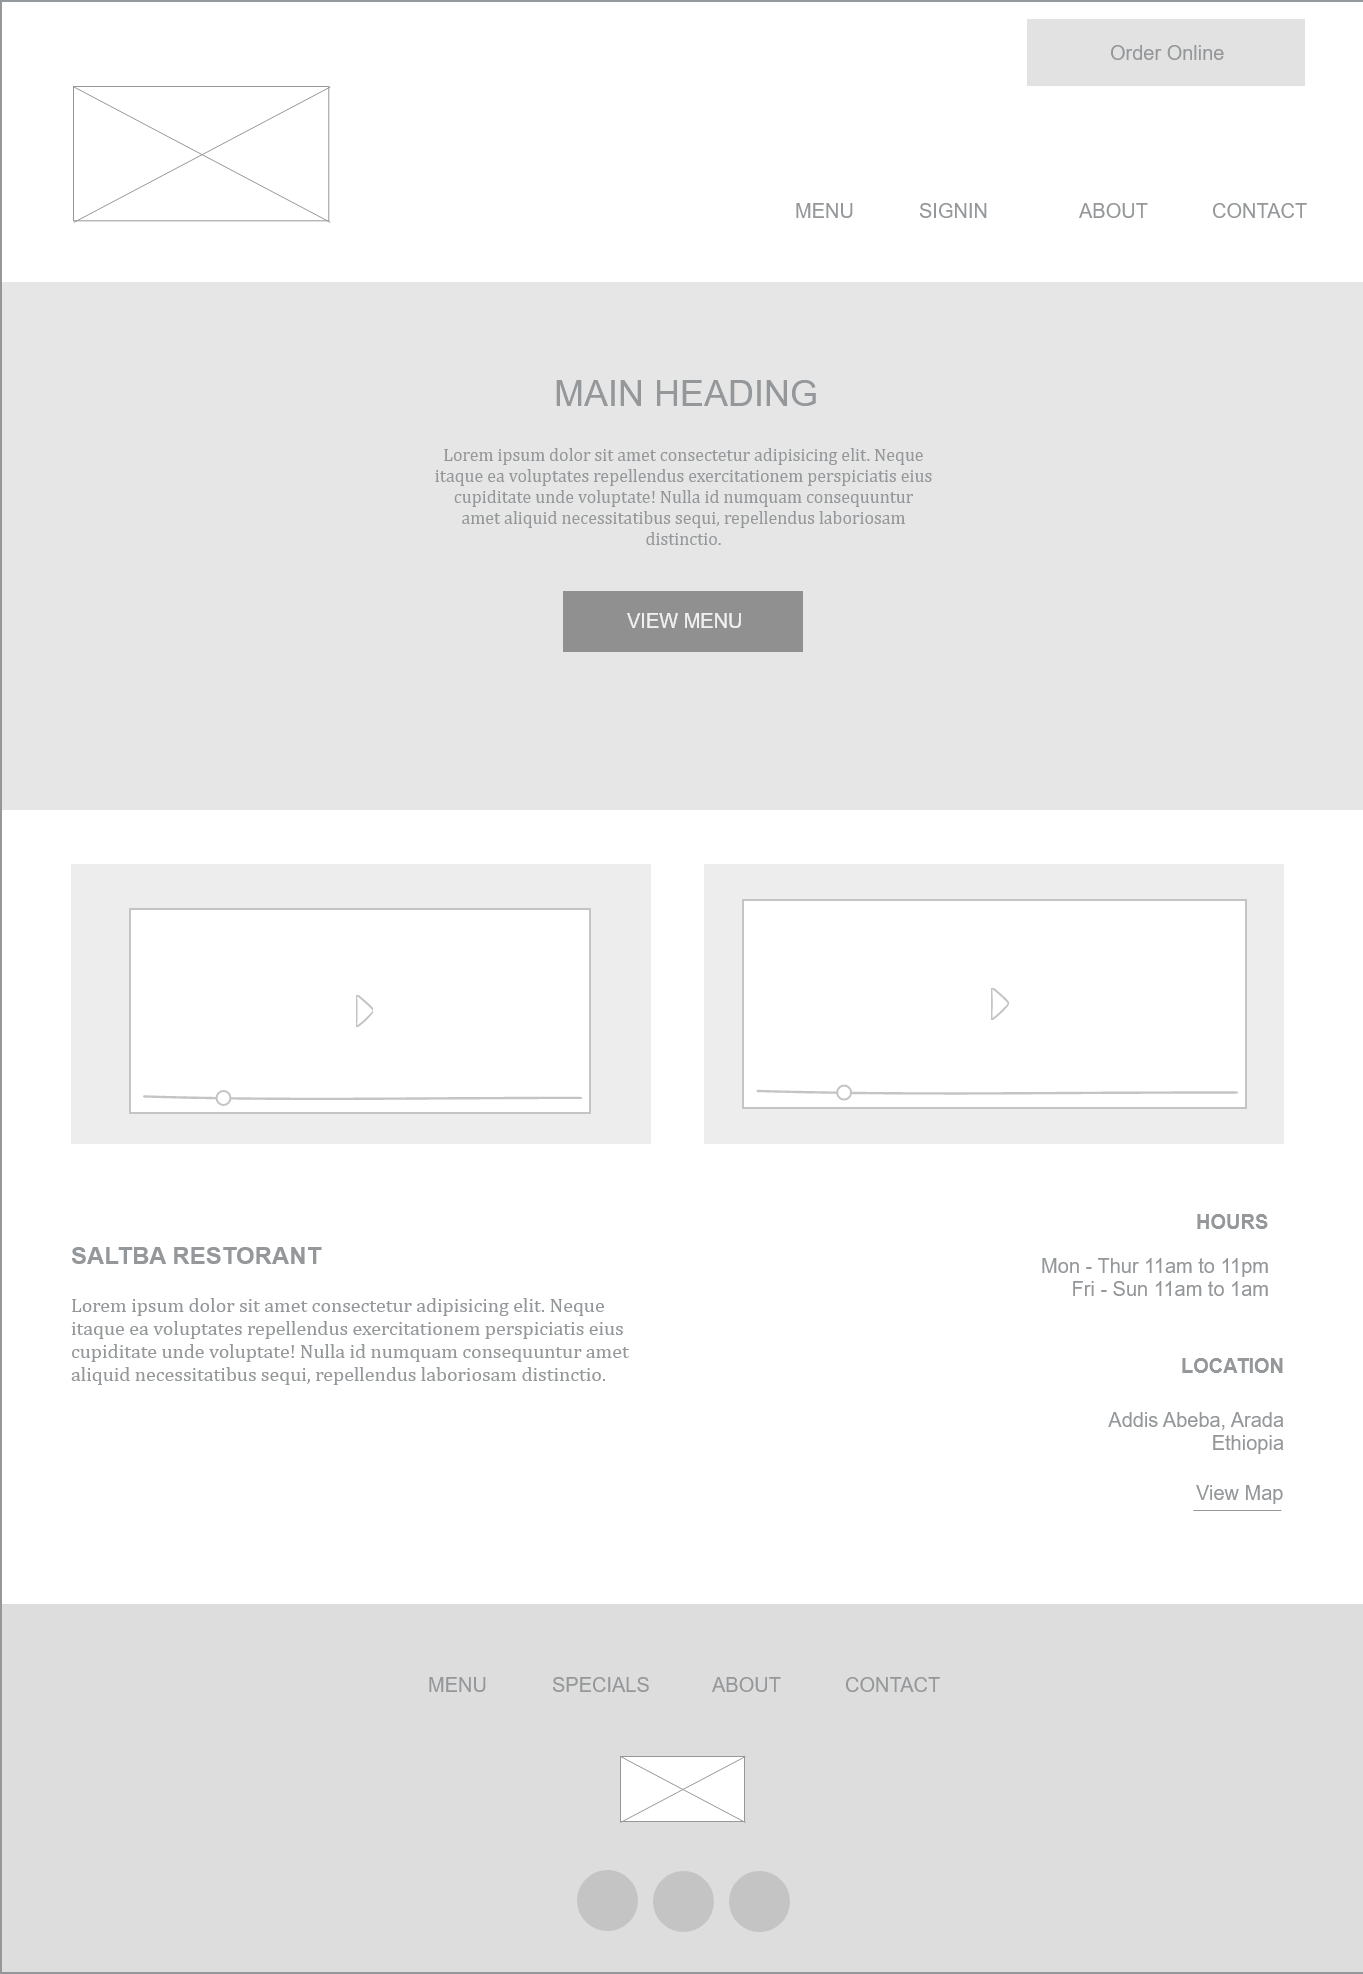 Order Online
MENU SIGNIN ABOUT CONTACT
MAIN HEADING
Lorem ipsum dolor sit amet consectetur adipisicing elit. Neque
itaque ea voluptates repellendus exercitationem perspiciatis eius
cupiditate unde voluptate! Nulla id numquam consequuntur
amet aliquid necessitatibus sequi, repellendus laboriosam
distinctio.
VIEW MENU
SALTBA RESTORANT
Lorem ipsum dolor sit amet consectetur adipisicing elit. Neque
itaque ea voluptates repellendus exercitationem perspiciatis eius
cupiditate unde voluptate! Nulla id numquam consequuntur amet
aliquid necessitatibus sequi, repellendus laboriosam distinctio.
HOURS
Mon - Thur 11am to 11pm
Fri - Sun 11am to 1am
LOCATION
Addis Abeba, Arada
Ethiopia
View Map
MENU SPECIALS ABOUT CONTACT